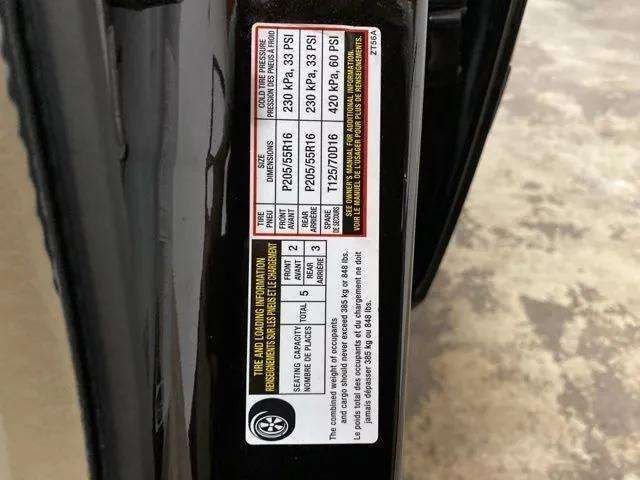 TIRE AND LOADING INFORMATION
RENSEIGNEMENTS SUR LES PNEUS ET LE CHARGEMENT
SEATING CAPACITY
NOMBRE DE PLACES
TOTAL 5
FRONT
AVANT
2
REAR
ARRIÈRE
3
The combined weight of occupants
and cargo should never exceed 385 kg or 848 lbs.
Le poids total des occupants et du chargement ne doit
jamais dépasser 385 kg ou 848 lbs.
TIRE
PNEU
SIZE
DIMENSIONS
COLD TIRE PRESSURE
PRESSION DES PNEUS À FROID
FRONT
AVANT
P205/55R16
230 kPa, 33 PSI
REAR
ARRIÈRE
P205/55R16
230 kPa, 33 PSI
SPARE
DE SECOURS
T125/70D16
420 kPa, 60 PSI
SEE OWNER'S MANUAL FOR ADDITIONAL INFORMATION.
VOIR LE MANUEL DE L'USAGER POUR PLUS DE RENSEIGNEMENTS.
ZT56A